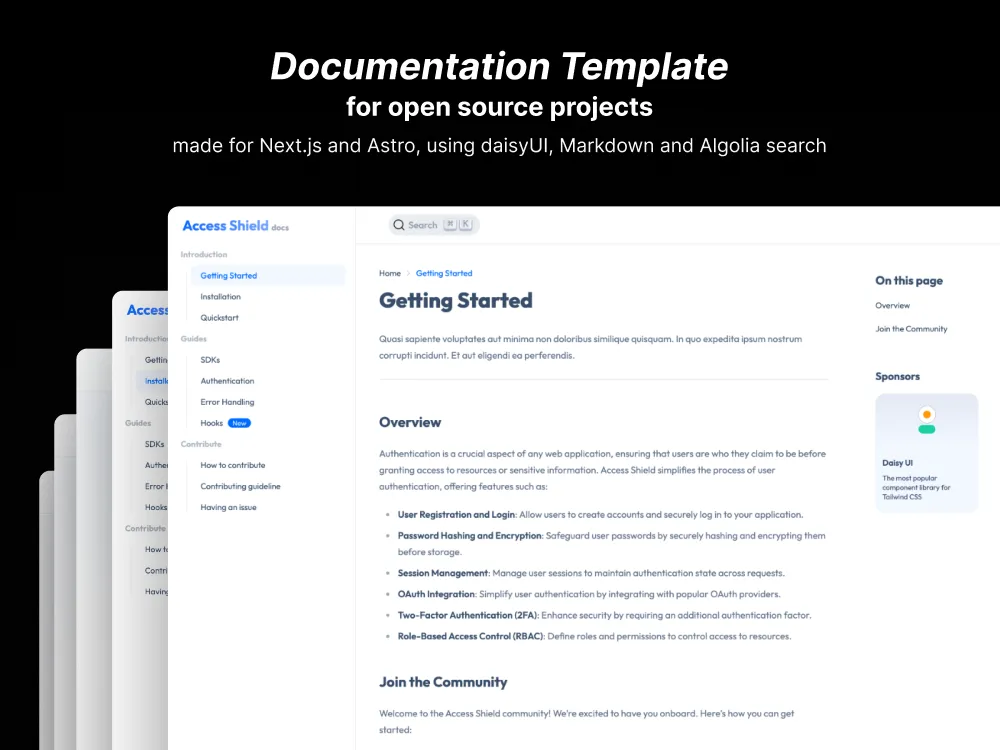 Documentation Template
for open source projects
made for Next.js and Astro, using daisyUI, Markdown and Algolia search
Access Shield docs
Search ⌘ K
Introduction
Getting Started
Installation
Quickstart
Guides
SDKs
Authentication
Error Handling
Hooks New
Contribute
How to contribute
Contributing guideline
Having an issue
Home > Getting Started
Getting Started
Quasi sapiente voluptates aut minima non doloribus similique quisquam. In quo expedita ipsum nostrum
corrupti incidunt. Et aut eligendi ea perferendis.
Overview
Authentication is a crucial aspect of any web application, ensuring that users are who they claim to be before
granting access to resources or sensitive information. Access Shield simplifies the process of user
authentication, offering features such as:
• User Registration and Login: Allow users to create accounts and securely log in to your application.
• Password Hashing and Encryption: Safeguard user passwords by securely hashing and encrypting them
before storage.
• Session Management: Manage user sessions to maintain authentication state across requests.
• OAuth Integration: Simplify user authentication by integrating with popular OAuth providers.
• Two-Factor Authentication (2FA): Enhance security by requiring an additional authentication factor.
• Role-Based Access Control (RBAC): Define roles and permissions to control access to resources.
Join the Community
Welcome to the Access Shield community! We're excited to have you onboard. Here's how you can get
started:
On this page
Overview
Join the Community
Sponsors
Daisy UI
The most popular
component library for
Tailwind CSS
Access
Introduction
Gettin
Install
Quicks
Guides
SDKs
Authen
Error H
Hooks
Contribute
How to
Contri
Having